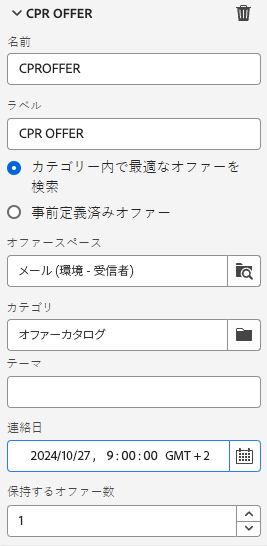 CPR OFFER
名前
CPROFFER
ラベル
CPR OFFER
カテゴリー内で最適なオファーを
検索
事前定義済みオファー
オファースペース
メール (環境 - 受信者)
カテゴリ
オファーカタログ
テーマ
連絡日
2024/10/27 , 9:00:00 GMT+2
保持するオファー数
1